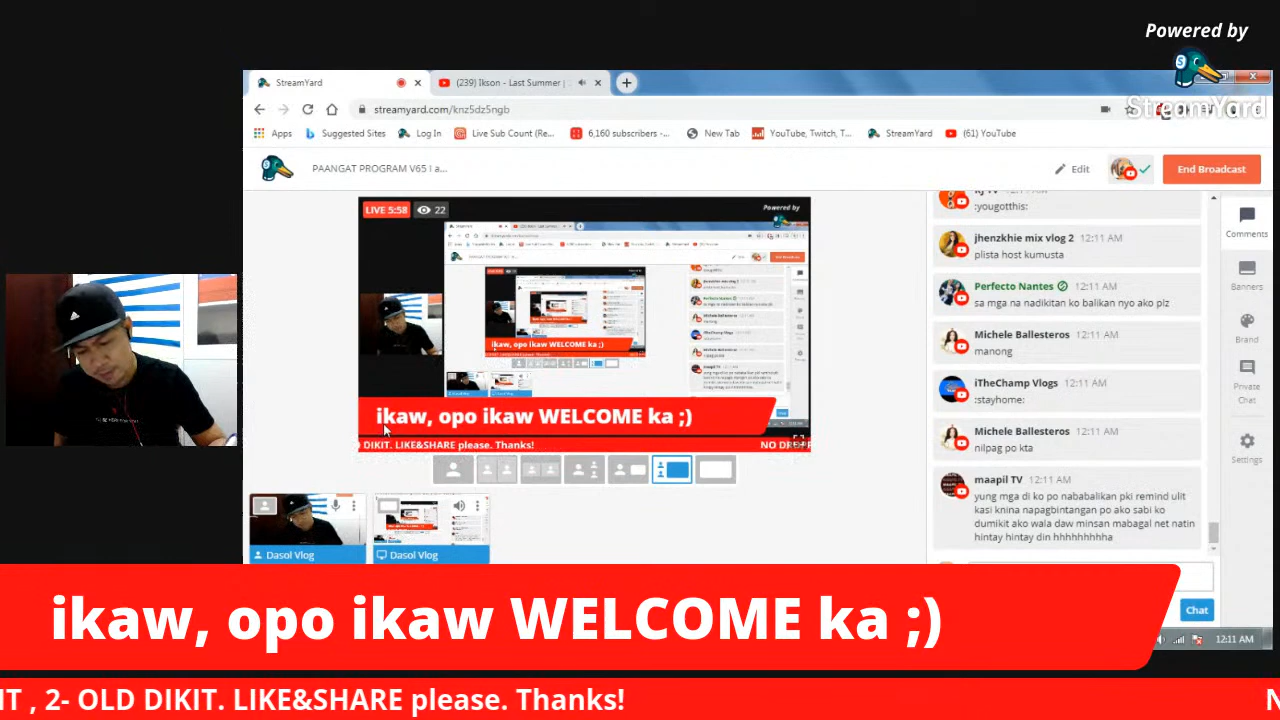 Powered by
StreamYard
StreamYard
(239) Ikson - Last Summer |
streamyard.com/knz5dz5ngb
Apps
Suggested Sites
Log In
Live Sub Count (Re...
6,160 subscribers -...
New Tab
YouTube, Twitch, T...
StreamYard
(61) YouTube
PAANGAT PROGRAM V65 I a...
Edit
End Broadcast
LIVE 5:58
22
Powered by
ikaw, opo ikaw WELCOME ka ;)
ikaw, opo ikaw WELCOME ka ;)
DIKIT. LIKE&SHARE please. Thanks!
Dasol Vlog
Dasol Vlog
:yougotthis:
jhenzkhie mix vlog 2 12:11 AM
plista host kumusta
Perfecto Nantes 12:11 AM
sa mga na nadikitan ko balikan nyo ako plz
Michele Ballesteros 12:11 AM
manong
iTheChamp Vlogs 12:11 AM
:stayhome:
Michele Ballesteros 12:11 AM
nilpag po kta
maapil TV 12:11 AM
yung mga di ko po nababalikan pki remind ulit
kasi knina napagbintangan po ako sabi ko
dumikit ako wala daw minsan mabagal net natin
hintay hintay din hhhhhhhhha
Comments
Banners
Brand
Private
Chat
Settings
Chat
12:11 AM
ikaw, opo ikaw WELCOME ka ;)
IT , 2- OLD DIKIT. LIKE&SHARE please. Thanks!